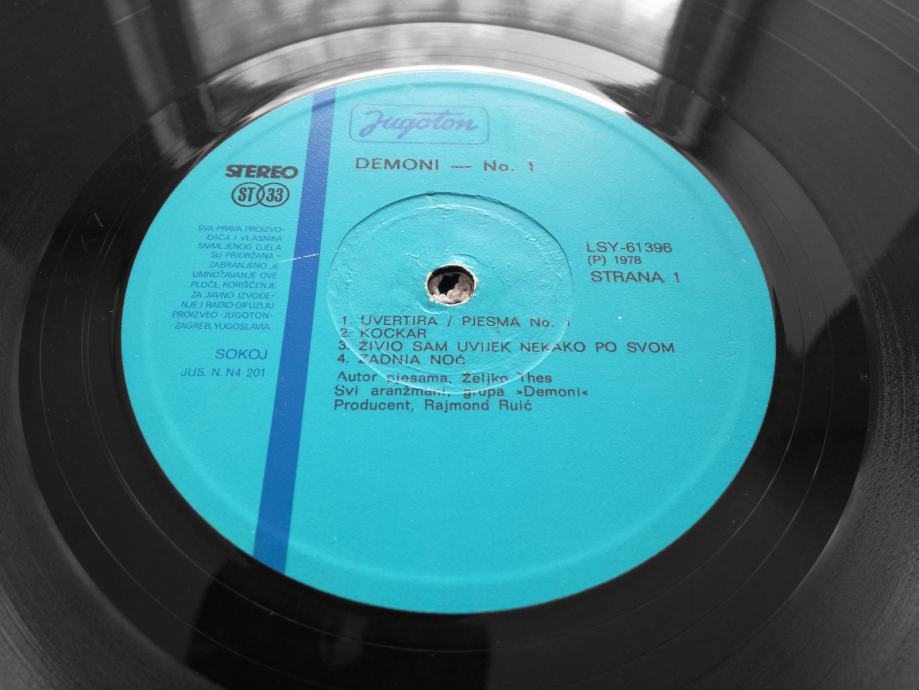 Jugoton
DEMONI — No. 1
STEREO
ST 33
SVA PRAVA PROIZVO-
ĐAČA I VLASNIKA
SNIMLJENOG DJELA
SU PRIDRŽANA -
ZABRANJENO JE
UMNOŽAVANJE OVE
PLOČE, KORIŠĆENJE
ZA JAVNO IZVOĐE-
NJE I RADIO-DIFUZIJU
PROIZVEO -JUGOTON-
ZAGREB, YUGOSLAVIA
SOKOJ
JUS. N. N4 201
LSY-61396
(P) 1978
STRANA 1
1. UVERTIRA / PJESMA No. 1
2. KOCKAR
3. ŽIVIO SAM UVIJEK NEKAKO PO SVOM
4. ZADNIA NOĆ
Autor pjesama, Željko Thes
Svi aranžmani, grupa »Demoni«
Producent, Rajmond Ruić